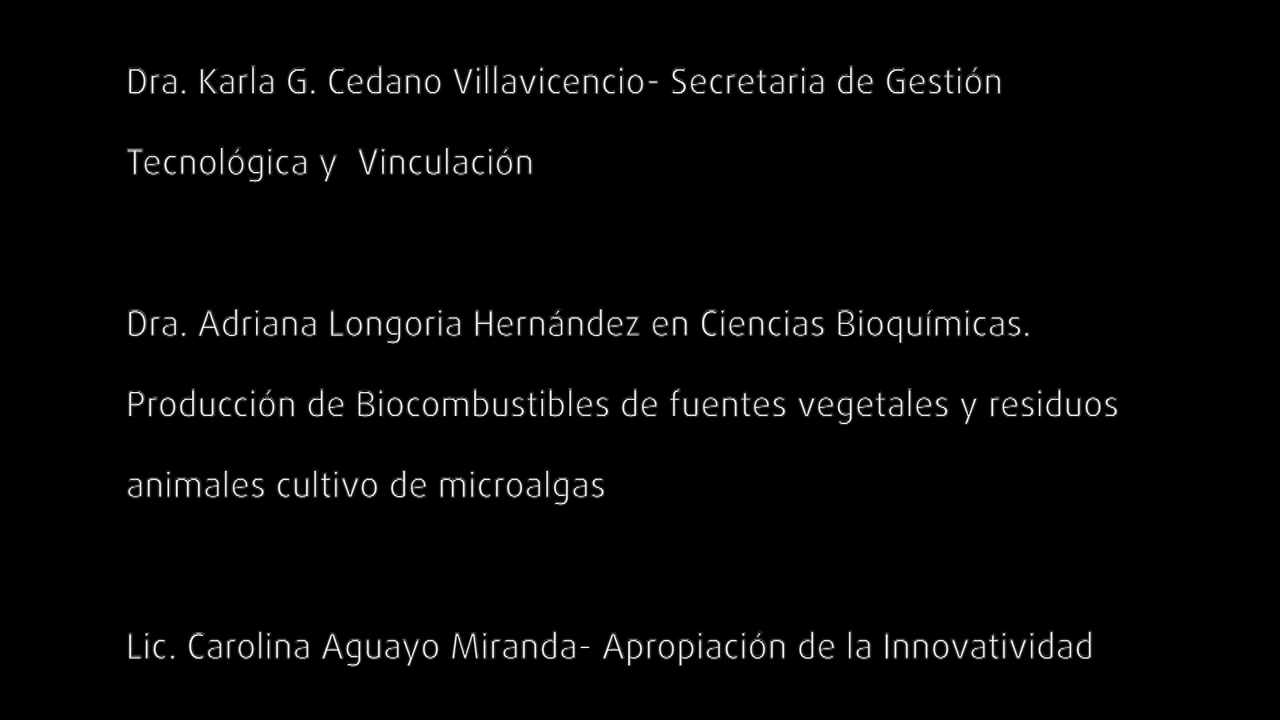 Dra. Karla G. Cedano Villavicencio- Secretaria de Gestión
Tecnológica y  Vinculación
Dra. Adriana Longoria Hernández en Ciencias Bioquímicas.
Producción de Biocombustibles de fuentes vegetales y residuos
animales cultivo de microalgas
Lic. Carolina Aguayo Miranda- Apropiación de la Innovatividad